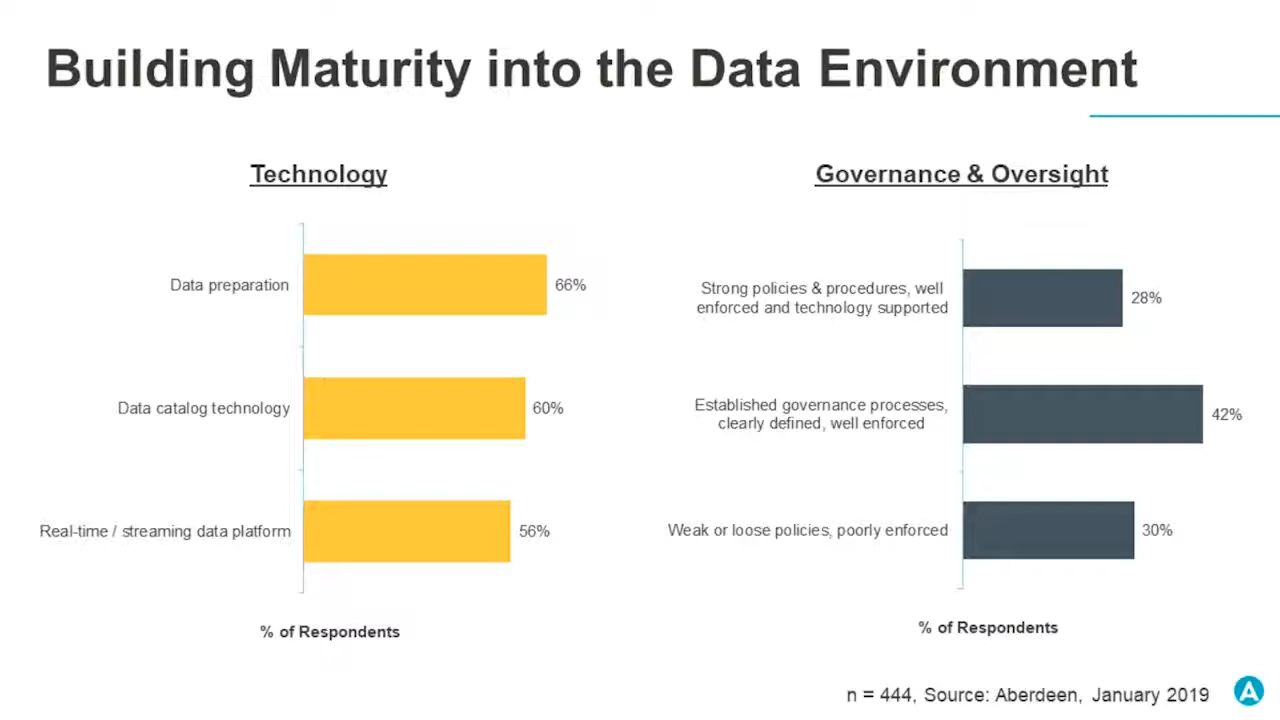 Building Maturity into the Data Environment
Technology
Data preparation
66%
Data catalog technology
60%
Real-time / streaming data platform
56%
% of Respondents
Governance & Oversight
Strong policies & procedures, well
enforced and technology supported
28%
Established governance processes,
clearly defined, well enforced
42%
Weak or loose policies, poorly enforced
30%
% of Respondents
n = 444, Source: Aberdeen, January 2019
A